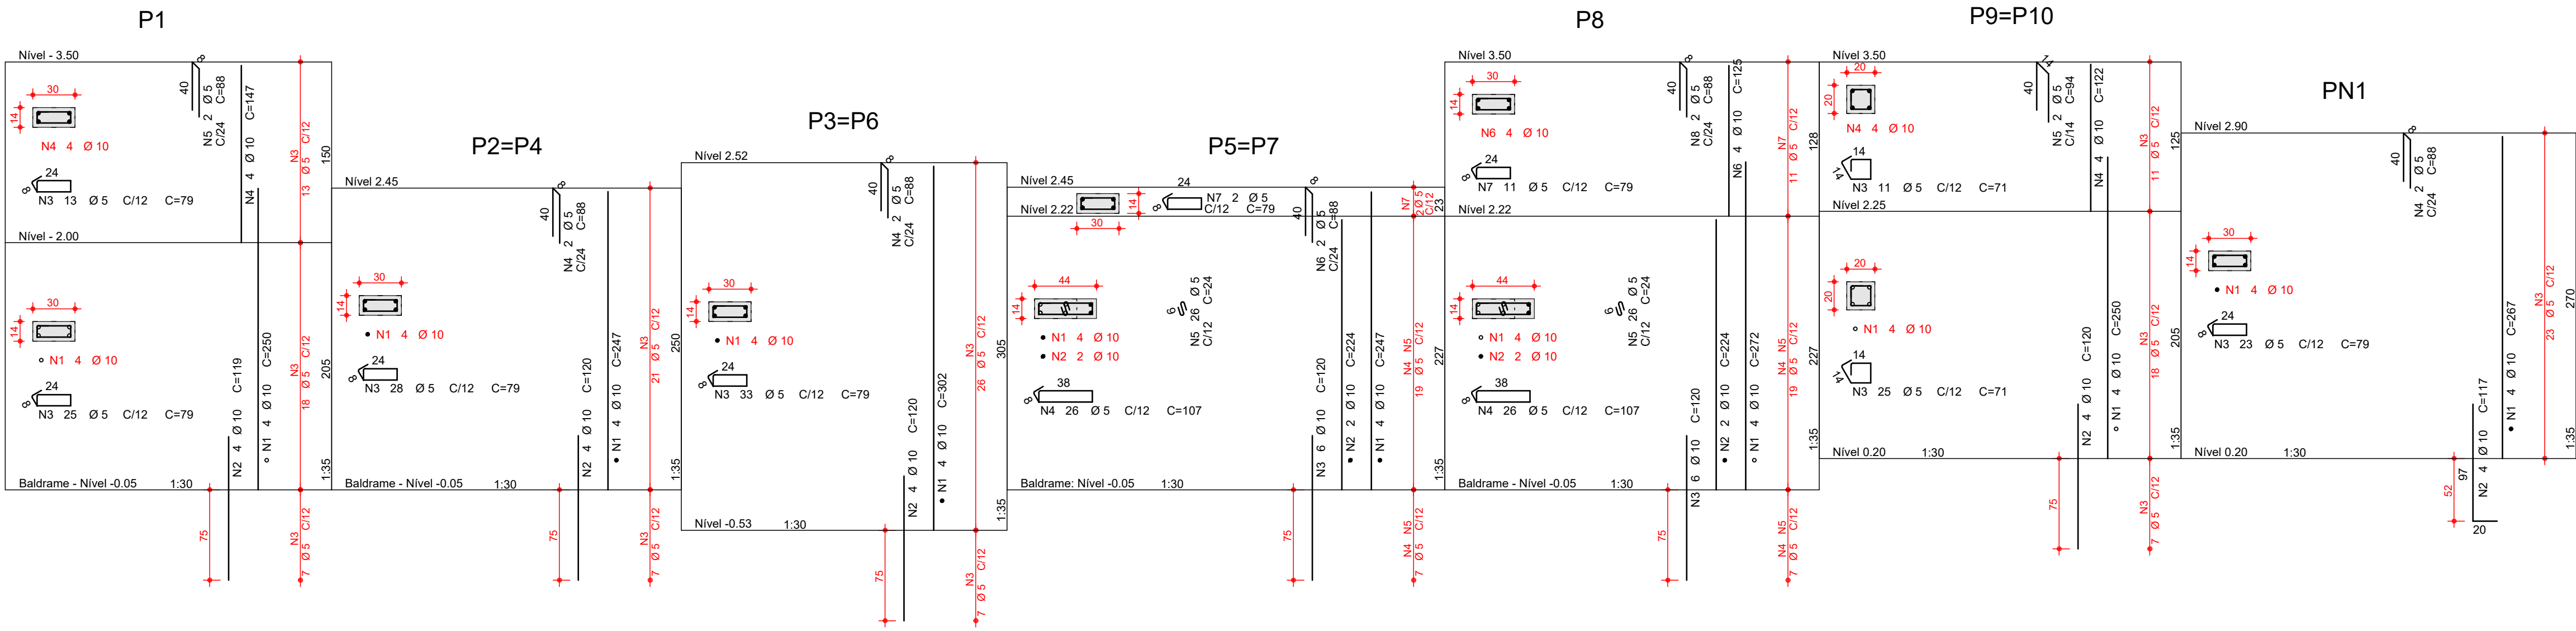 P1
Nível - 3.50
30
14
N4 4 Ø 10
24
8
N3 13 Ø 5 C/12 C=79
8
40
N5 2 Ø 5
C/24 C=88
N4 4 Ø 10 C=147
N3
13 Ø 5 C/12
150
Nível - 2.00
30
14
N1 4 Ø 10
24
8
N3 25 Ø 5 C/12 C=79
N2 4 Ø 10 C=119
N1 4 Ø 10 C=250
N3
18 Ø 5 C/12
205
1:35
Baldrame - Nível -0.05 1:30
75
N3
7 Ø 5 C/12
P2=P4
Nível 2.45
30
14
N1 4 Ø 10
24
8
N3 28 Ø 5 C/12 C=79
8
40
N4 2 Ø 5
C/24 C=88
N2 4 Ø 10 C=120
N1 4 Ø 10 C=247
N3
21 Ø 5 C/12
250
1:35
Baldrame - Nível -0.05 1:30
75
N3
7 Ø 5 C/12
P3=P6
Nível 2.52
30
14
N1 4 Ø 10
24
8
N3 33 Ø 5 C/12 C=79
8
40
N4 2 Ø 5
C/24 C=88
N2 4 Ø 10 C=120
N1 4 Ø 10 C=302
N3
26 Ø 5 C/12
305
1:35
Nível -0.53 1:30
75
N3
7 Ø 5 C/12
P5=P7
Nível 2.45
14
30
24
8
N7 2 Ø 5
C/12 C=79
8
40
N6 2 Ø 5
C/24 C=88
N7
2 Ø 5
C/12
23
Nível 2.22
44
14
N1 4 Ø 10
N2 2 Ø 10
38
8
N4 26 Ø 5 C/12 C=107
6
N5 26 Ø 5
C/12 C=24
N3 6 Ø 10 C=120
N2 2 Ø 10 C=224
N1 4 Ø 10 C=247
N4 N5
19 Ø 5 C/12
227
1:35
Baldrame: Nível -0.05 1:30
75
N4 N5
7 Ø 5 C/12
P8
Nível 3.50
30
14
N6 4 Ø 10
24
8
N7 11 Ø 5 C/12 C=79
8
40
N8 2 Ø 5
C/24 C=88
N6 4 Ø 10 C=125
N7
11 Ø 5 C/12
128
Nível 2.22
44
14
N1 4 Ø 10
N2 2 Ø 10
38
8
N4 26 Ø 5 C/12 C=107
6
N5 26 Ø 5
C/12 C=24
N3 6 Ø 10 C=120
N2 2 Ø 10 C=224
N1 4 Ø 10 C=272
N4 N5
19 Ø 5 C/12
227
1:35
Baldrame - Nível -0.05 1:30
75
N4 N5
7 Ø 5 C/12
P9=P10
Nível 3.50
20
20
N4 4 Ø 10
14
14
N3 11 Ø 5 C/12 C=71
14
40
N5 2 Ø 5
C/14 C=94
N4 4 Ø 10 C=122
N3
11 Ø 5 C/12
125
Nível 2.25
20
20
N1 4 Ø 10
14
14
N3 25 Ø 5 C/12 C=71
N2 4 Ø 10 C=120
N1 4 Ø 10 C=250
N3
18 Ø 5 C/12
205
1:35
Nível 0.20 1:30
75
N3
7 Ø 5 C/12
PN1
Nível 2.90
30
14
N1 4 Ø 10
24
8
N3 23 Ø 5 C/12 C=79
8
40
N4 2 Ø 5
C/24 C=88
N2 4 Ø 10 C=117
N1 4 Ø 10 C=267
N3
23 Ø 5 C/12
270
1:35
Nível 0.20 1:30
52
97
20